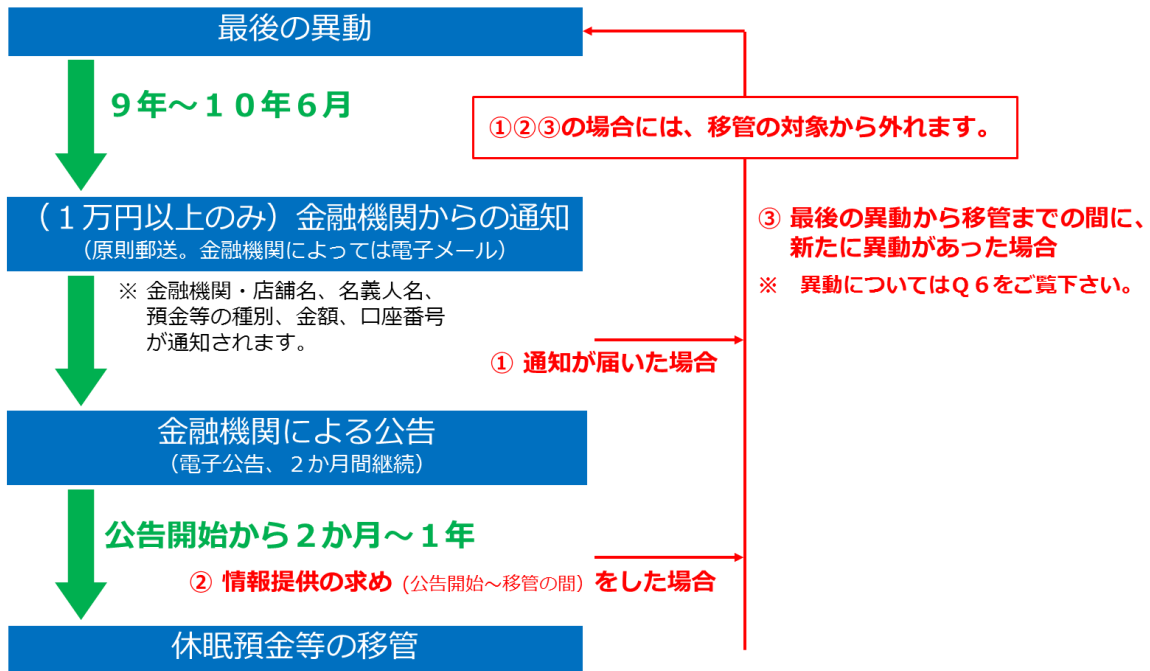 最後の異動
９年～１０年６月
①②③の場合には、移管の対象から外れます。
（１万円以上のみ）金融機関からの通知
（原則郵送。金融機関によっては電子メール）
③ 最後の異動から移管までの間に、
新たに異動があった場合
※　異動についてはＱ６をご覧下さい。
※ 金融機関・店舗名、名義人名、
預金等の種別、金額、口座番号
が通知されます。
① 通知が届いた場合
金融機関による公告
（電子公告、２か月間継続）
公告開始から２か月～１年
② 情報提供の求め（公告開始～移管の間）をした場合
休眠預金等の移管